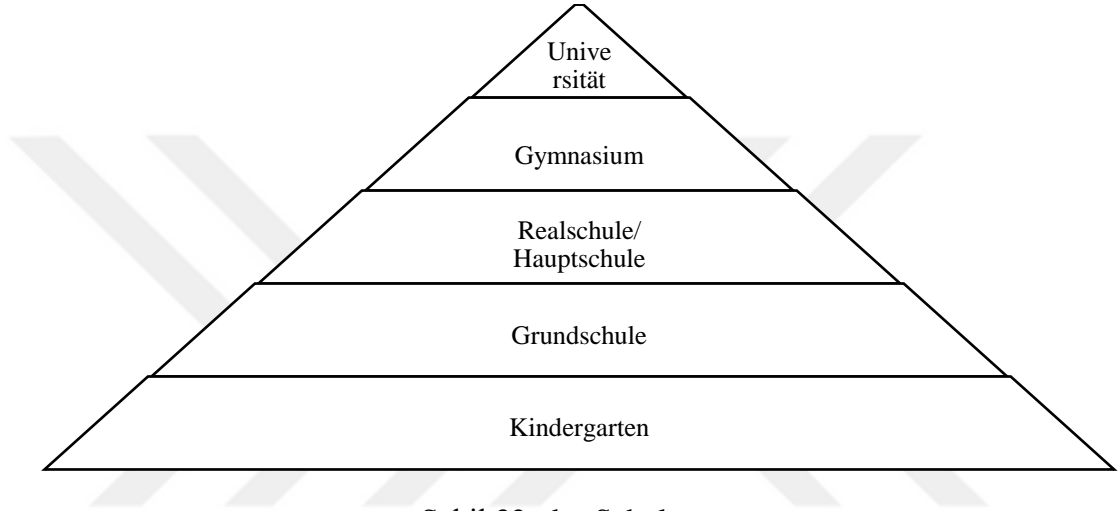 Unive
rsität
Gymnasium
Realschule/
Hauptschule
Grundschule
Kindergarten